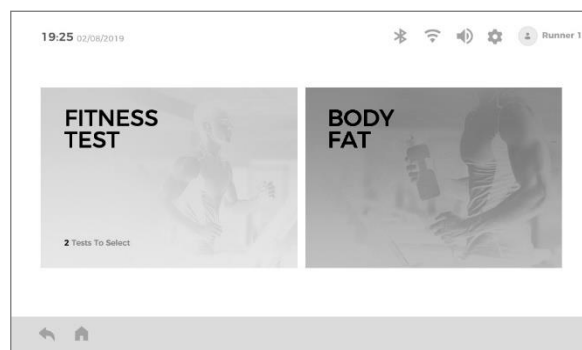 19:25 02/08/2019
Runner 1
FITNESS
TEST
2 Tests To Select
BODY
FAT